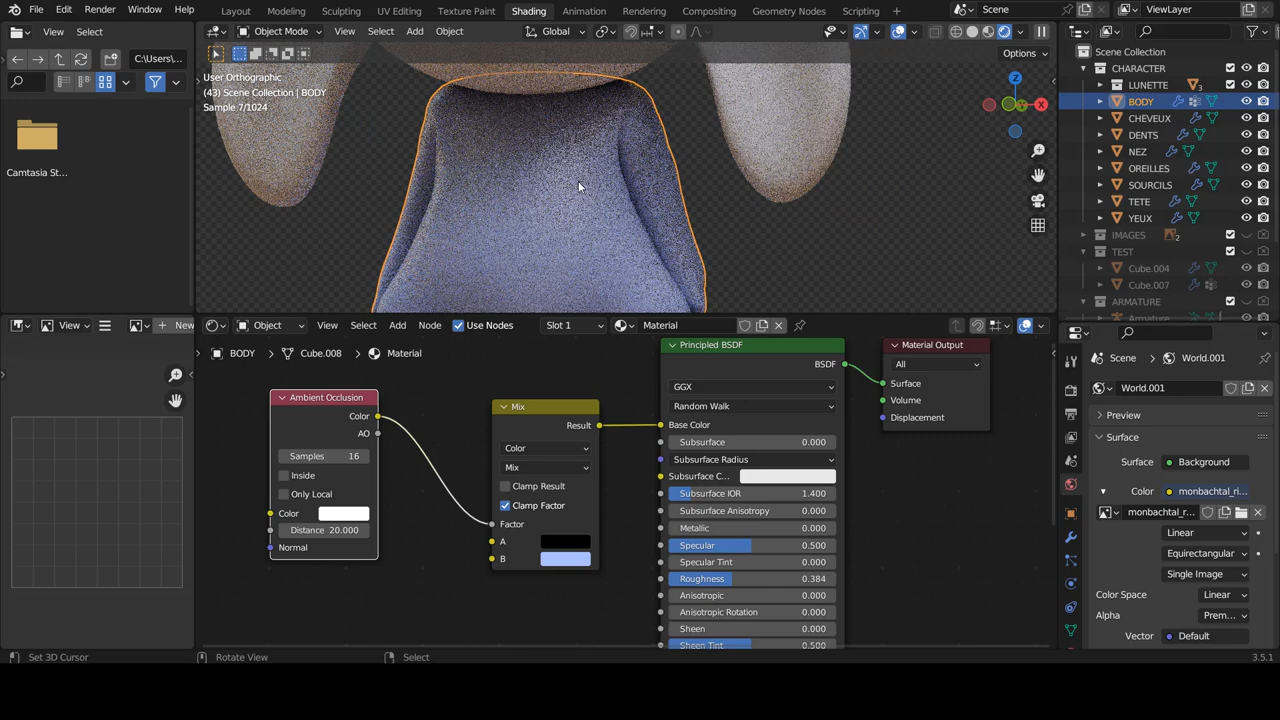 File Edit Render Window Help Layout Modeling Sculpting UV Editing Texture Paint Shading Animation Rendering Compositing Geometry Nodes Scripting Scene ViewLayer
View Select Object Mode View Select Add Object Global
C:\...
Options
User Orthographic
(43) Scene Collection | BODY
Sample 7/1024
Camtasia St...
Z
X
Scene Collection
CHARACTER
LUNETTE 3
BODY
CHEVEUX
DENTS
NEZ
OREILLES
SOURCILS
TETE
YEUX
IMAGES 2
TEST
Cube.004
Cube.007
ARMATURE
Armature
View New
Object View Select Add Node Use Nodes Slot 1 Material
BODY Cube.008 Material
Ambient Occlusion
Color
AO
Samples 16
Inside
Only Local
Color
Distance 20.000
Normal
Mix
Result
Color
Mix
Clamp Result
Clamp Factor
Factor
A
B
Principled BSDF
BSDF
GGX
Random Walk
Base Color
Subsurface 0.000
Subsurface Radius
Subsurface C...
Subsurface IOR 1.400
Subsurface Anisotropy 0.000
Metallic 0.000
Specular 0.500
Specular Tint 0.000
Roughness 0.384
Anisotropic 0.000
Anisotropic Rotation 0.000
Sheen 0.000
Sheen Tint 0.500
Material Output
All
Surface
Volume
Displacement
Scene World.001
World.001
Preview
Surface
Surface Background
Color monbachtal_ri...
monbachtal_r...
Linear
Equirectangular
Single Image
Color Space Linear
Alpha Prem...
Vector Default
Set 3D Cursor Rotate View Select 3.5.1